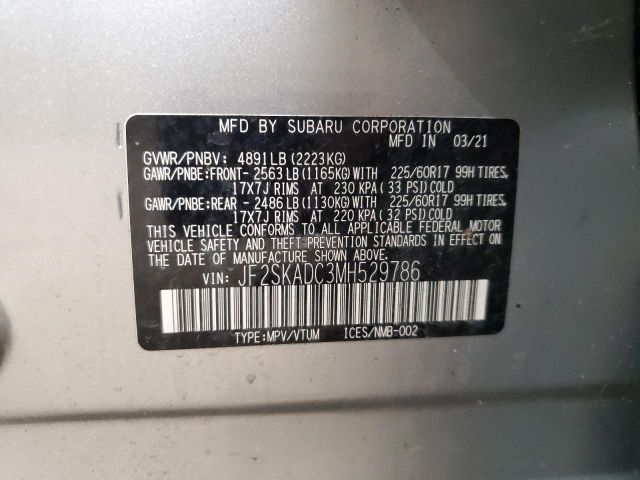 MFD BY SUBARU CORPORATION
MFD IN 03/21
GVWR/PNBV: 4891LB(2223KG)
GAWR/PNBE:FRONT- 2563LB(1165KG)WITH 225/60R17 99H TIRES,
17X7J RIMS AT 230 KPA(33 PSI)COLD
GAWR/PNBE:REAR - 2486LB(1130KG)WITH 225/60R17 99H TIRES,
17X7J RIMS AT 220 KPA(32 PSI)COLD
THIS VEHICLE CONFORMS TO ALL APPLICABLE FEDERAL MOTOR
VEHICLE SAFETY AND THEFT PREVENTION STANDARDS IN EFFECT ON
THE DATE OF MANUFACTURE SHOWN ABOVE.
VIN: JF2SKADC3MH529786
TYPE:MPV/VTUM ICES/NMB-002